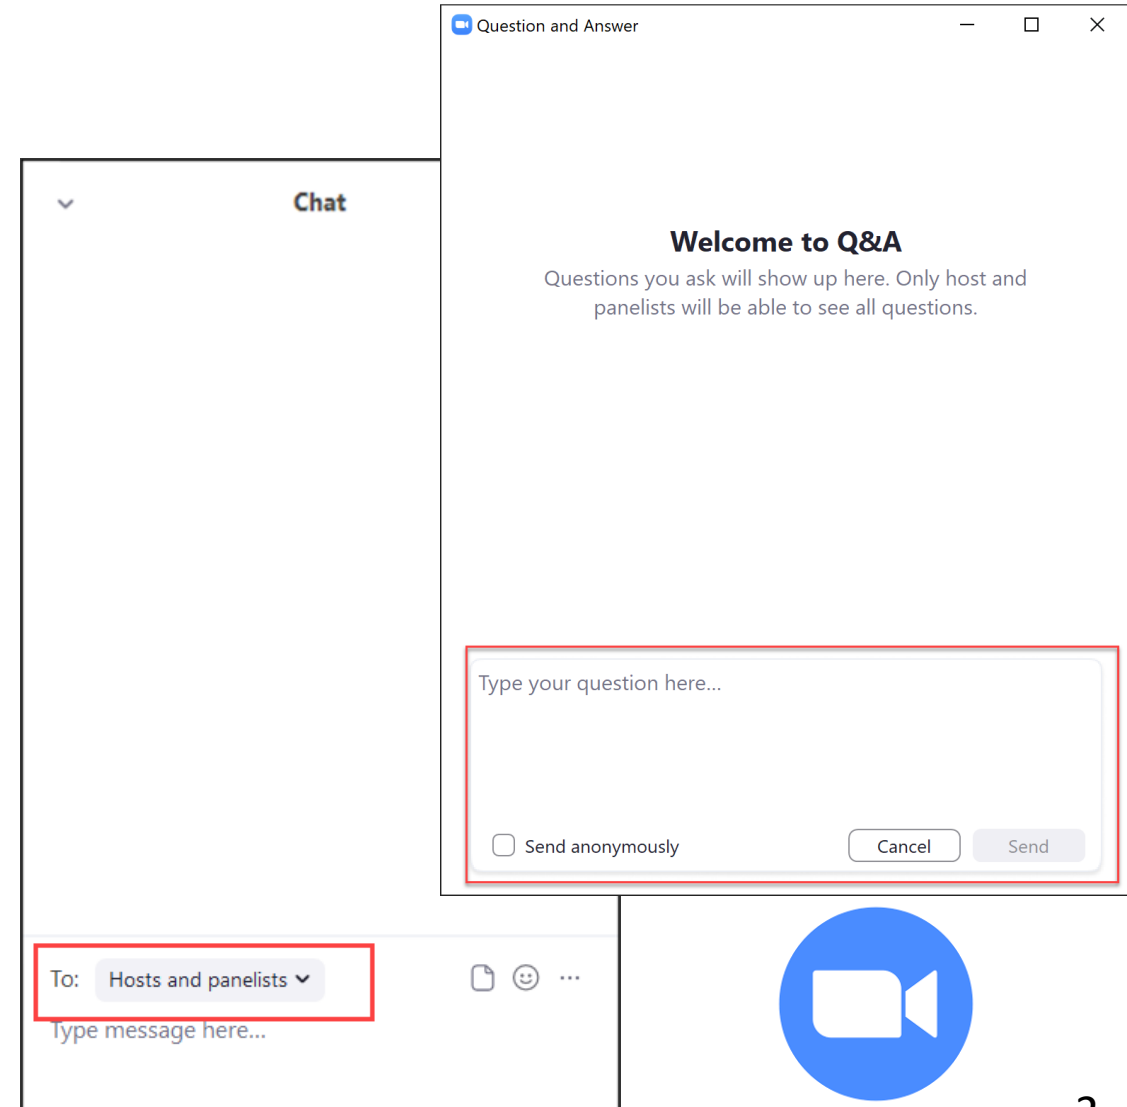 Question and Answer
Chat
Welcome to Q&A
Questions you ask will show up here. Only host and
panelists will be able to see all questions.
Type your question here...
Send anonymously
Cancel
Send
To: Hosts and panelists
Type message here...